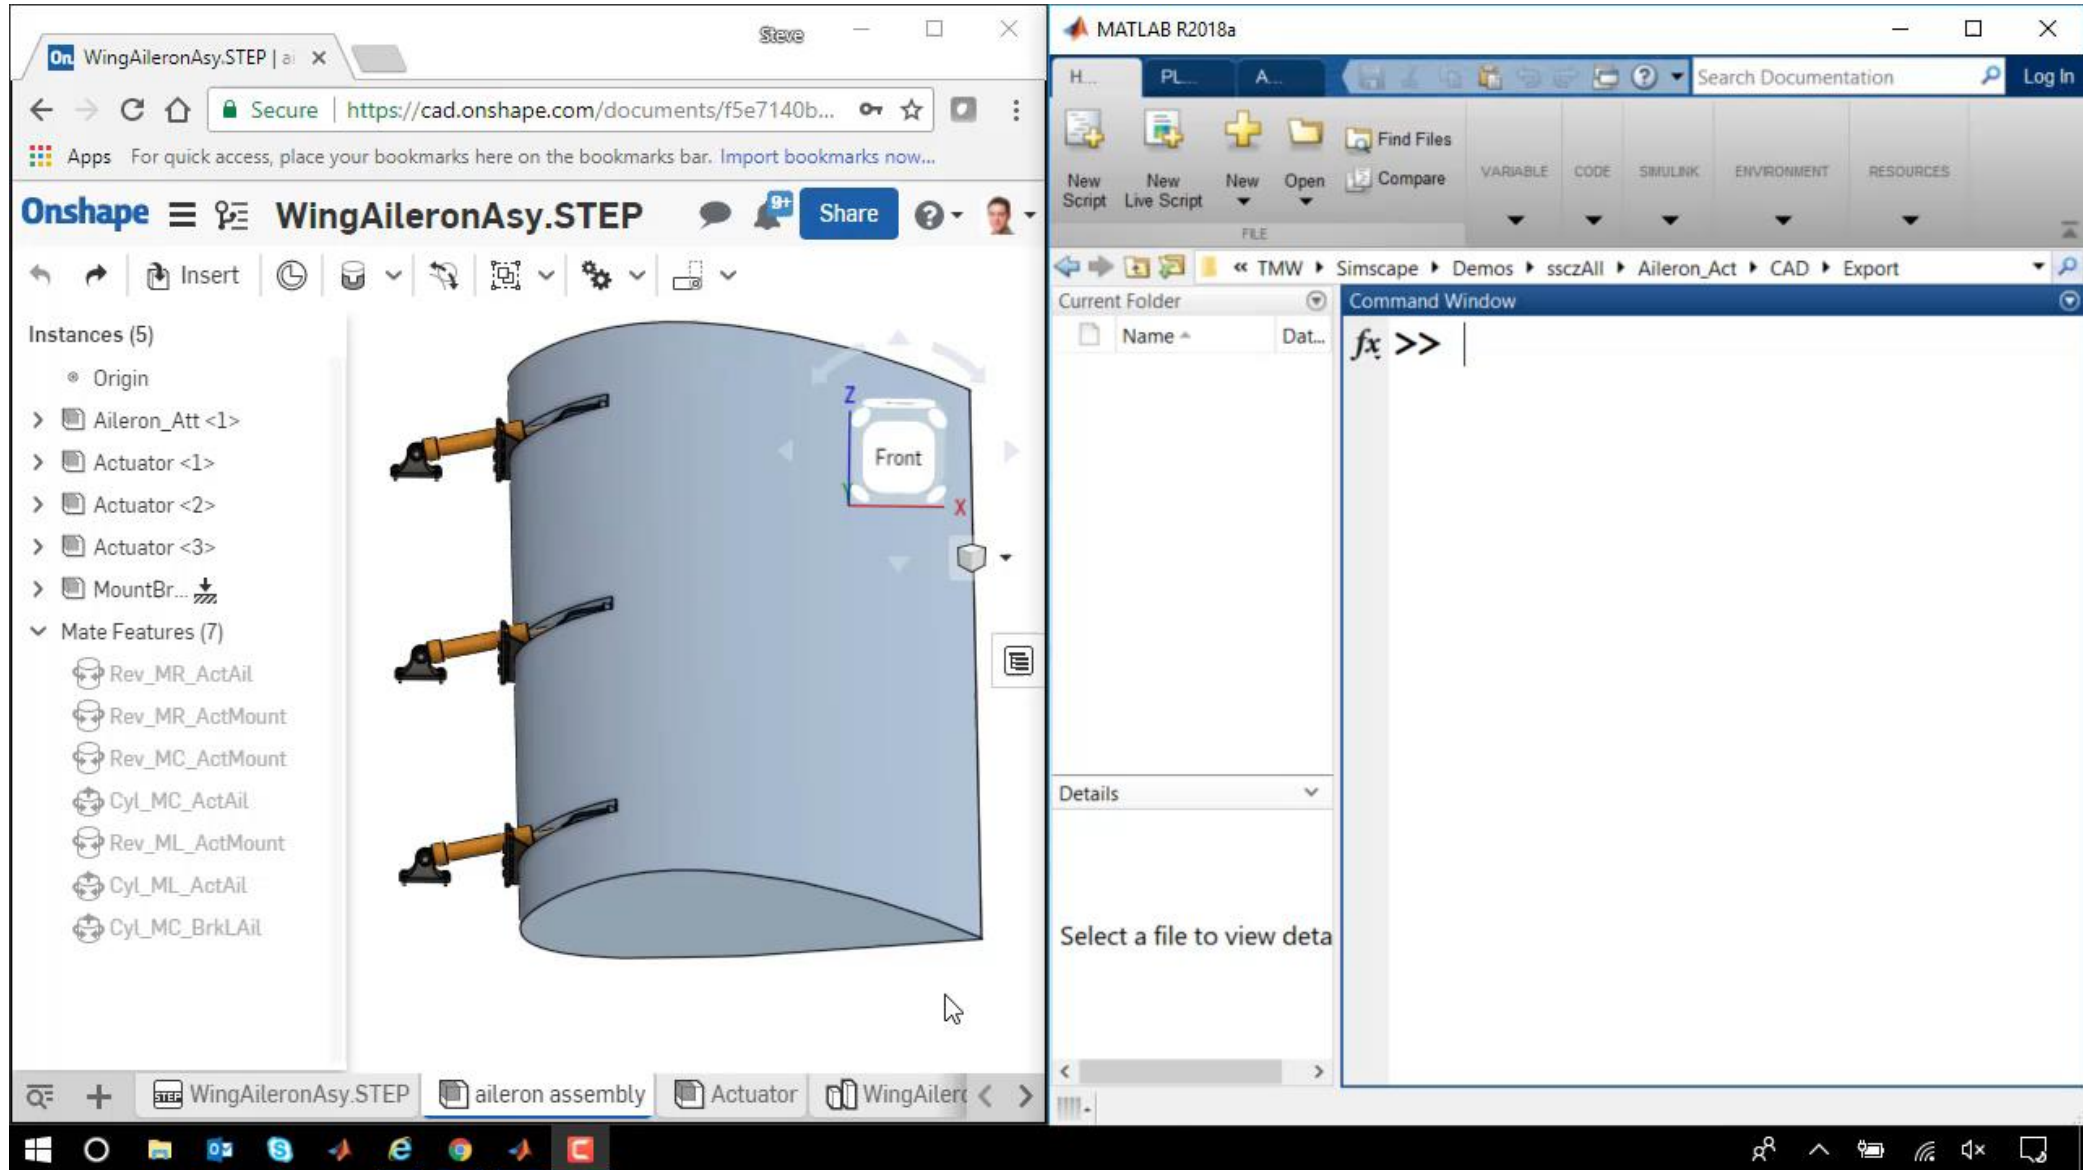 Steve
On WingAileronAsy.STEP | ai
Secure | https://cad.onshape.com/documents/f5e7140b...
Apps For quick access, place your bookmarks here on the bookmarks bar. Import bookmarks now...
Onshape WingAileronAsy.STEP 9+ Share
Insert
Instances (5)
Origin
Aileron_Att <1>
Actuator <1>
Actuator <2>
Actuator <3>
MountBr...
Mate Features (7)
Rev_MR_ActAil
Rev_MR_ActMount
Rev_MC_ActMount
Cyl_MC_ActAil
Rev_ML_ActMount
Cyl_ML_ActAil
Cyl_MC_BrkLAil
Z
Front
Y
X
STEP WingAileronAsy.STEP aileron assembly Actuator WingAilero
MATLAB R2018a
H... PL... A... Search Documentation Log In
New Script
New Live Script
New
Open
Find Files
Compare
FILE
VARIABLE CODE SIMULINK ENVIRONMENT RESOURCES
« TMW Simscape Demos ssczAll Aileron_Act CAD Export
Current Folder
Name Dat...
Command Window
fx >>
Details
Select a file to view deta